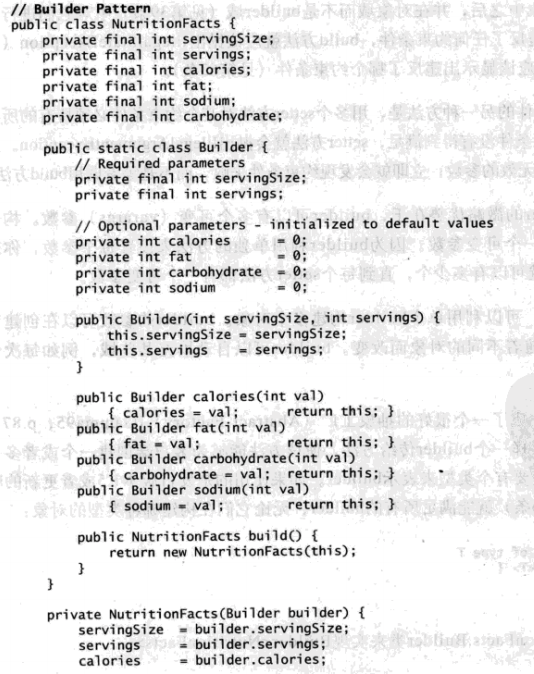 // Builder Pattern
public class NutritionFacts {
    private final int servingSize;
    private final int servings;
    private final int calories;
    private final int fat;
    private final int sodium;
    private final int carbohydrate;

    public static class Builder {
        // Required parameters
        private final int servingSize;
        private final int servings;

        // Optional parameters - initialized to default values
        private int calories      = 0;
        private int fat           = 0;
        private int carbohydrate  = 0;
        private int sodium        = 0;

        public Builder(int servingSize, int servings) {
            this.servingSize = servingSize;
            this.servings    = servings;
        }

        public Builder calories(int val)
            { calories = val;      return this; }
        public Builder fat(int val)
            { fat = val;           return this; }
        public Builder carbohydrate(int val)
            { carbohydrate = val;  return this; }
        public Builder sodium(int val)
            { sodium = val;        return this; }

        public NutritionFacts build() {
            return new NutritionFacts(this);
        }
    }

    private NutritionFacts(Builder builder) {
        servingSize  = builder.servingSize;
        servings     = builder.servings;
        calories     = builder.calories;